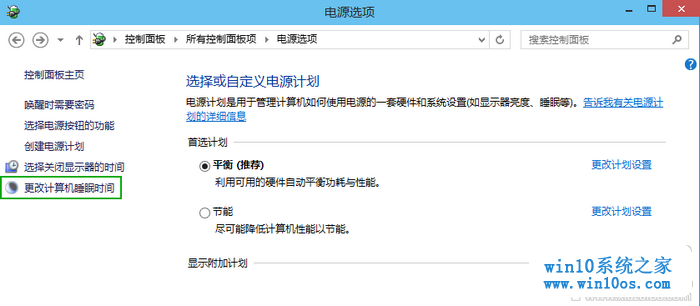 电源选项
控制面板
所有控制面板项
电源选项
搜索控制面板
控制面板主页
唤醒时需要密码
选择电源按钮的功能
创建电源计划
选择关闭显示器的时间
更改计算机睡眠时间
选择或自定义电源计划
电源计划是用于管理计算机如何使用电源的一套硬件和系统设置(如显示器亮度、睡眠等)。告诉我有关电源计
划的详细信息
首选计划
平衡 (推荐) 更改计划设置
利用可用的硬件自动平衡功耗与性能。
节能 更改计划设置
尽可能降低计算机性能以节能。
显示附加计划
win10系统之家
www.win10os.com